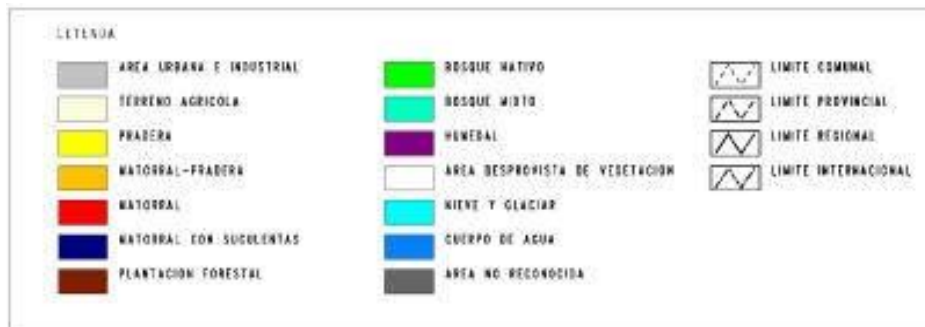 LEYENDA
AREA URBANA E INDUSTRIAL
TERRENO AGRICOLA
PRADERA
MATORRAL-PRADERA
MATORRAL
MATORRAL CON SUCULENTAS
PLANTACION FORESTAL
BOSQUE NATIVO
BOSQUE MIXTO
HUMEDAL
AREA DESPROVISTA DE VEGETACION
NIEVE Y GLACIAR
CUERPO DE AGUA
AREA NO RECONOCIDA
LIMITE COMUNAL
LIMITE PROVINCIAL
LIMITE REGIONAL
LIMITE INTERNACIONAL